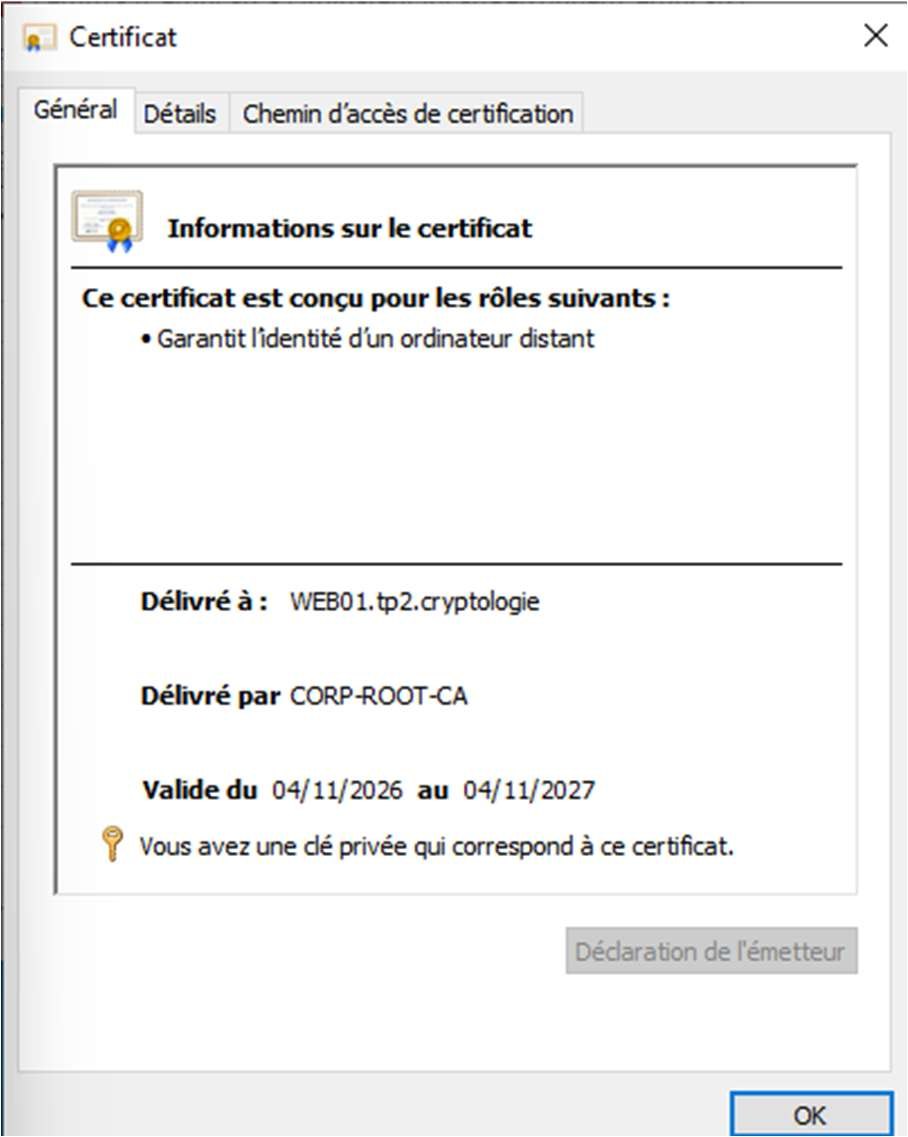 Certificat
Général Détails Chemin d'accès de certification
Informations sur le certificat
Ce certificat est conçu pour les rôles suivants :
• Garantit l'identité d'un ordinateur distant
Délivré à : WEB01.tp2.cryptologie
Délivré par CORP-ROOT-CA
Valide du 04/11/2026 au 04/11/2027
Vous avez une clé privée qui correspond à ce certificat.
Déclaration de l'émetteur
OK